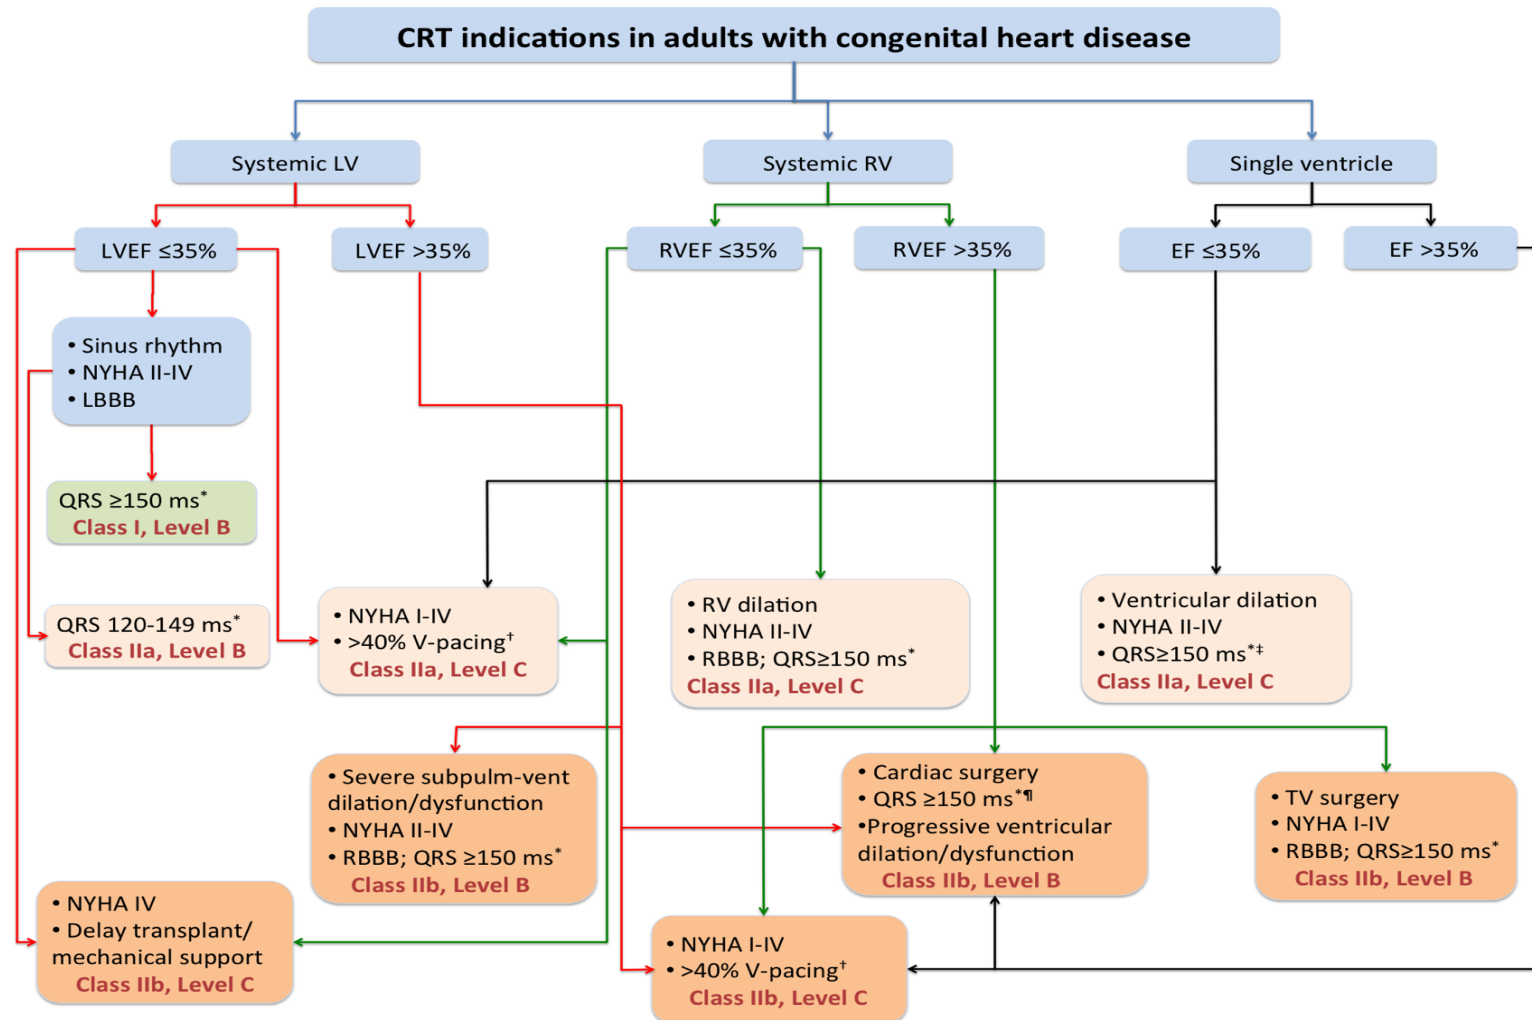 CRT indications in adults with congenital heart disease
Systemic LV
Systemic RV
Single ventricle
LVEF ≤35%
LVEF >35%
RVEF ≤35%
RVEF >35%
EF ≤35%
EF >35%
• Sinus rhythm
• NYHA II-IV
• LBBB
QRS ≥150 ms*
Class I, Level B
QRS 120-149 ms*
Class IIa, Level B
• NYHA I-IV
• >40% V-pacing†
Class IIa, Level C
• RV dilation
• NYHA II-IV
• RBBB; QRS≥150 ms*
Class IIa, Level C
• Ventricular dilation
• NYHA II-IV
• QRS≥150 ms*‡
Class IIa, Level C
• Severe subpulm-vent
dilation/dysfunction
• NYHA II-IV
• RBBB; QRS ≥150 ms*
Class IIb, Level B
• Cardiac surgery
• QRS ≥150 ms*¶
•Progressive ventricular
dilation/dysfunction
Class IIb, Level B
• TV surgery
• NYHA I-IV
• RBBB; QRS≥150 ms*
Class IIb, Level B
• NYHA IV
• Delay transplant/
mechanical support
Class IIb, Level C
• NYHA I-IV
• >40% V-pacing†
Class IIb, Level C